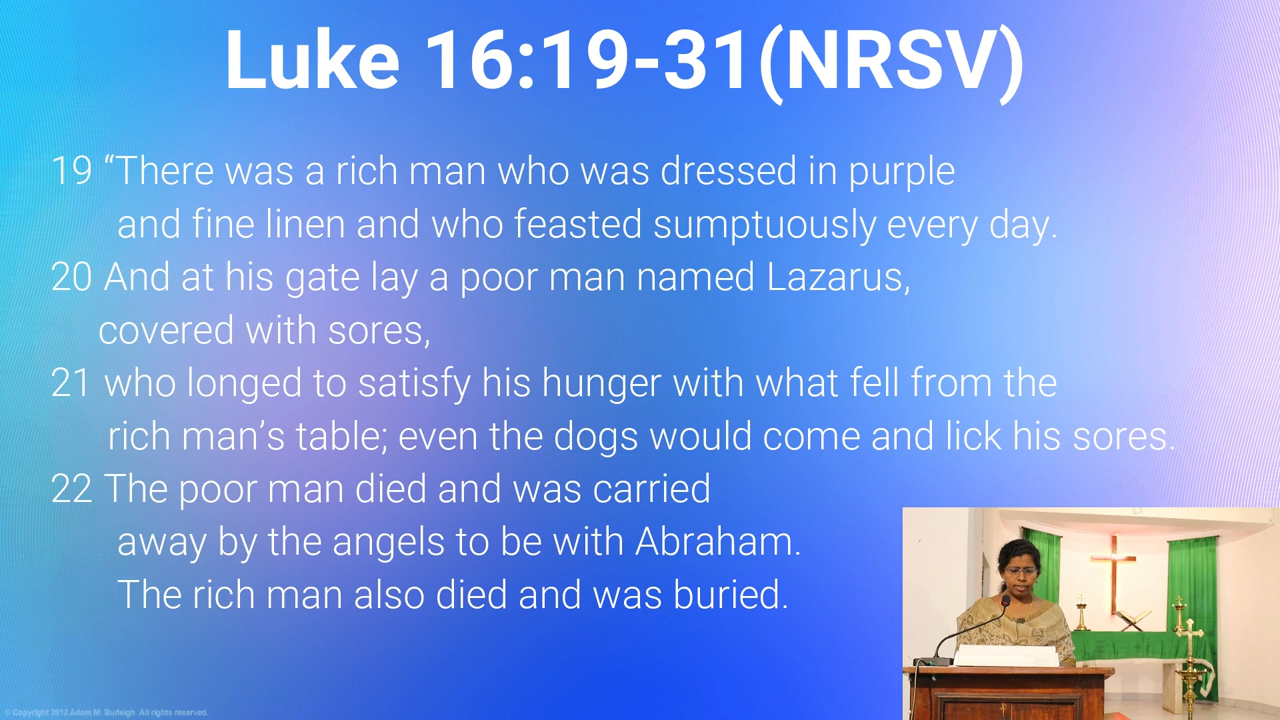 Luke 16:19-31(NRSV)
19 “There was a rich man who was dressed in purple
and fine linen and who feasted sumptuously every day.
20 And at his gate lay a poor man named Lazarus,
covered with sores,
21 who longed to satisfy his hunger with what fell from the
rich man’s table; even the dogs would come and lick his sores.
22 The poor man died and was carried
away by the angels to be with Abraham.
The rich man also died and was buried.
© Copyright 2012 Adam M. Burleigh All rights reserved.